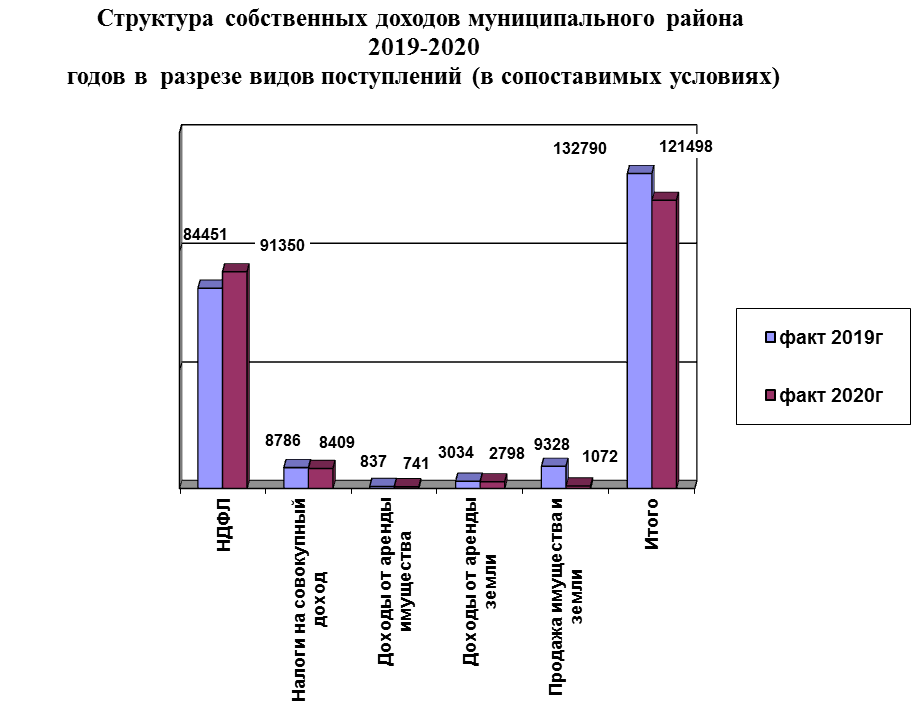 Структура собственных доходов муниципального района
2019-2020
годов в разрезе видов поступлений (в сопоставимых условиях)
132790
121498
84451
91350
8786
8409
837
741
3034
2798
9328
1072
факт 2019г
факт 2020г
НДФЛ
Налоги на совокупный
доход
Доходы от аренды
имущества
Доходы от аренды
земли
Продажа имущества и
земли
Итого